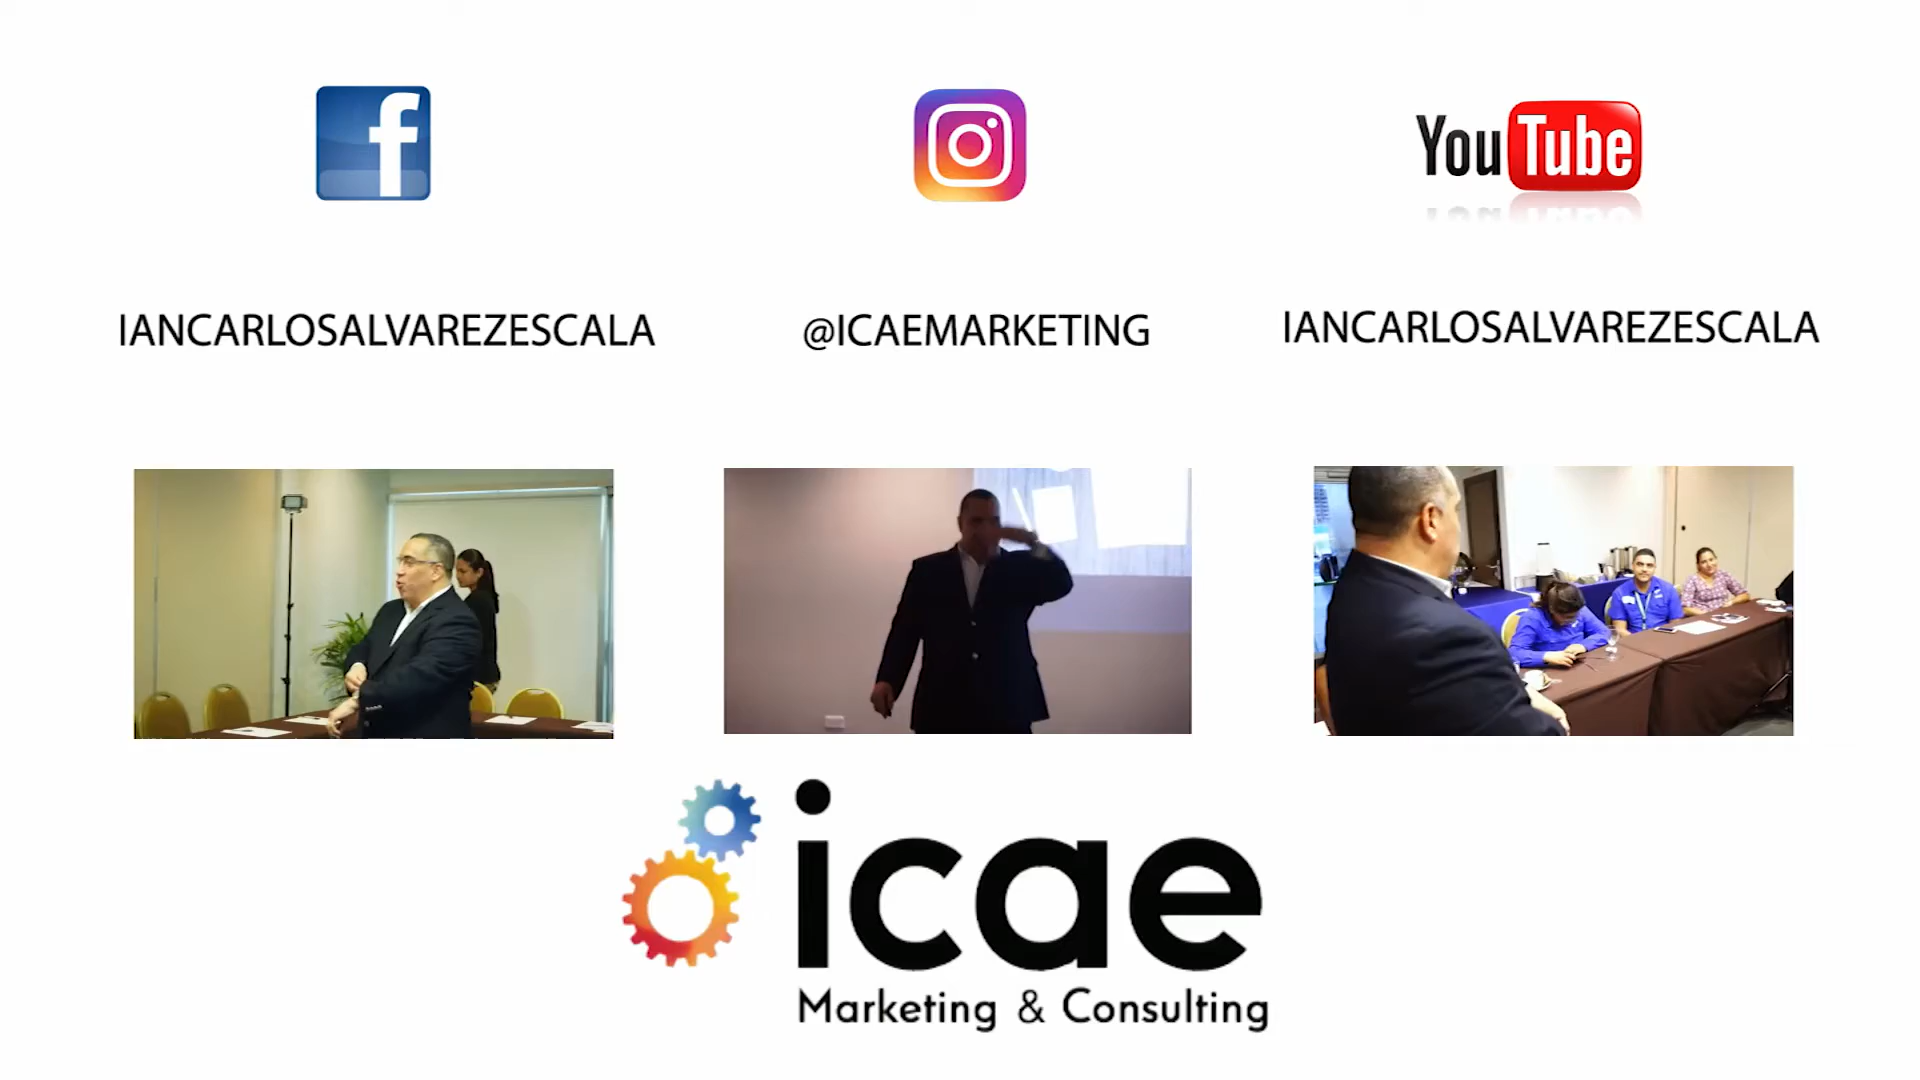 f
YouTube
IANCARLOSALVAREZESCALA
@ICAEMARKETING
IANCARLOSALVAREZESCALA
icae
Marketing & Consulting